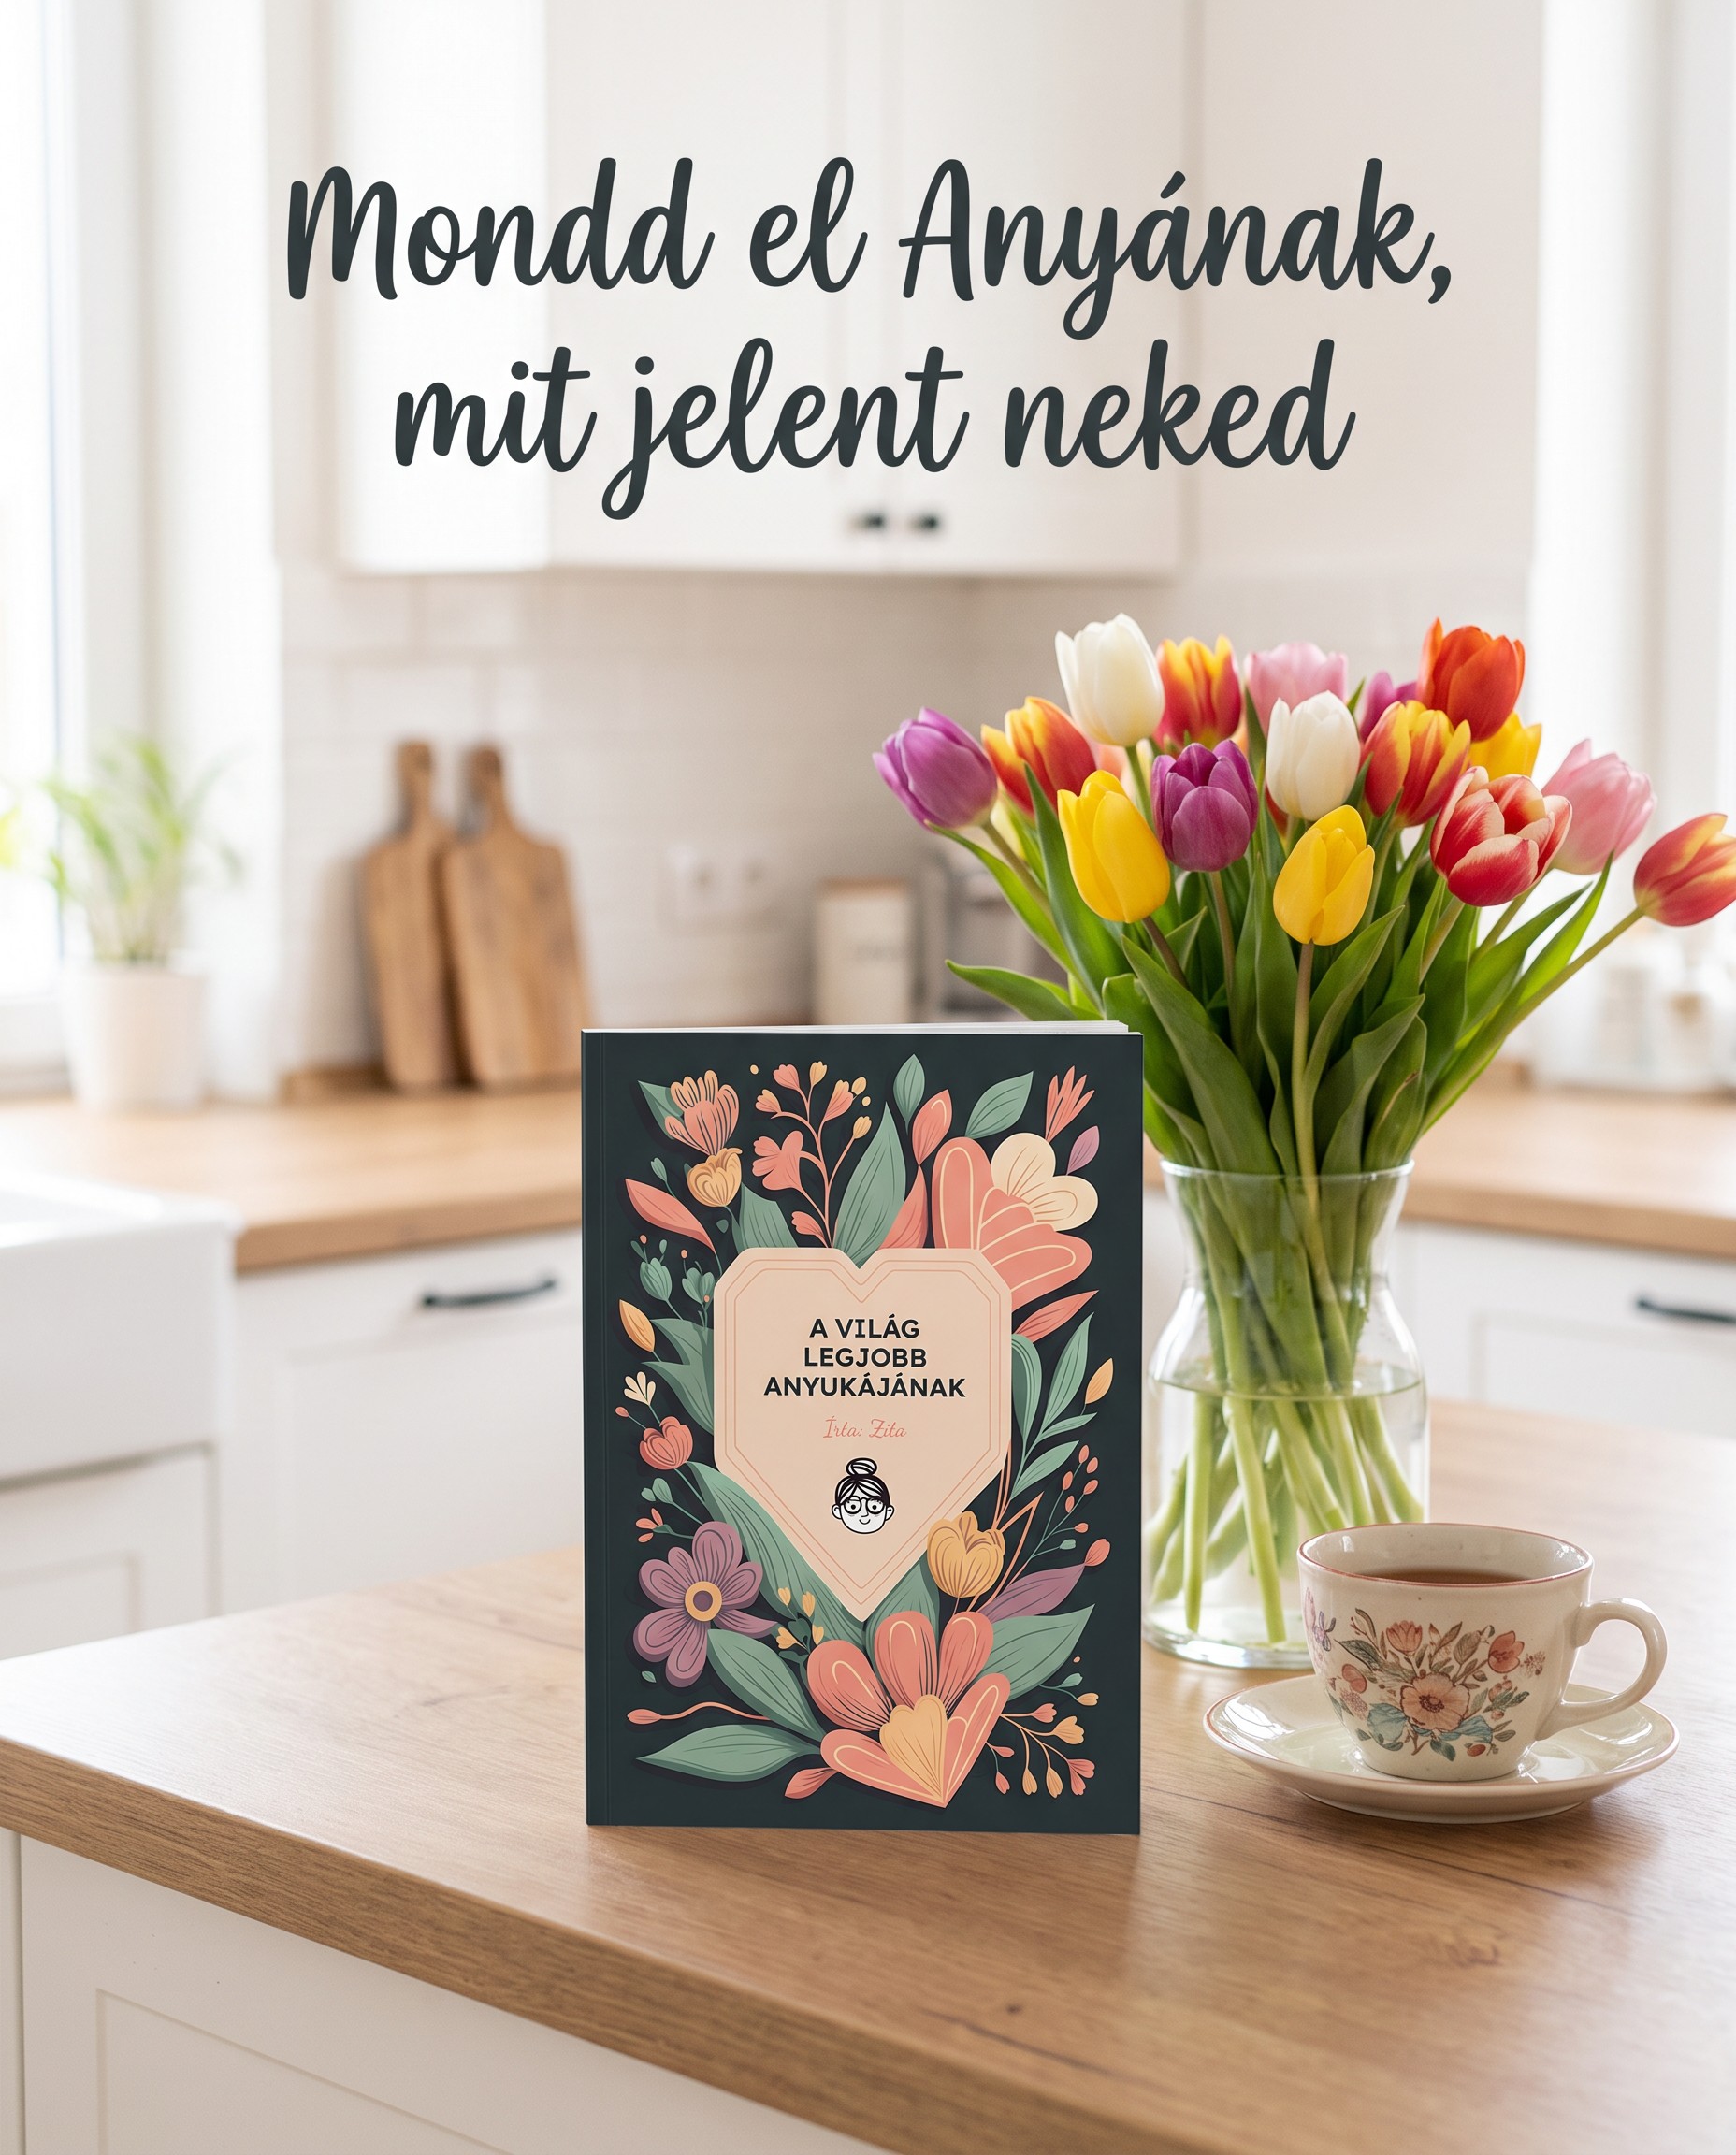 Mondd el Anyának,
mit jelent neked
A VILÁG
LEGJOBB
ANYUKÁJÁNAK
Írta: Zita